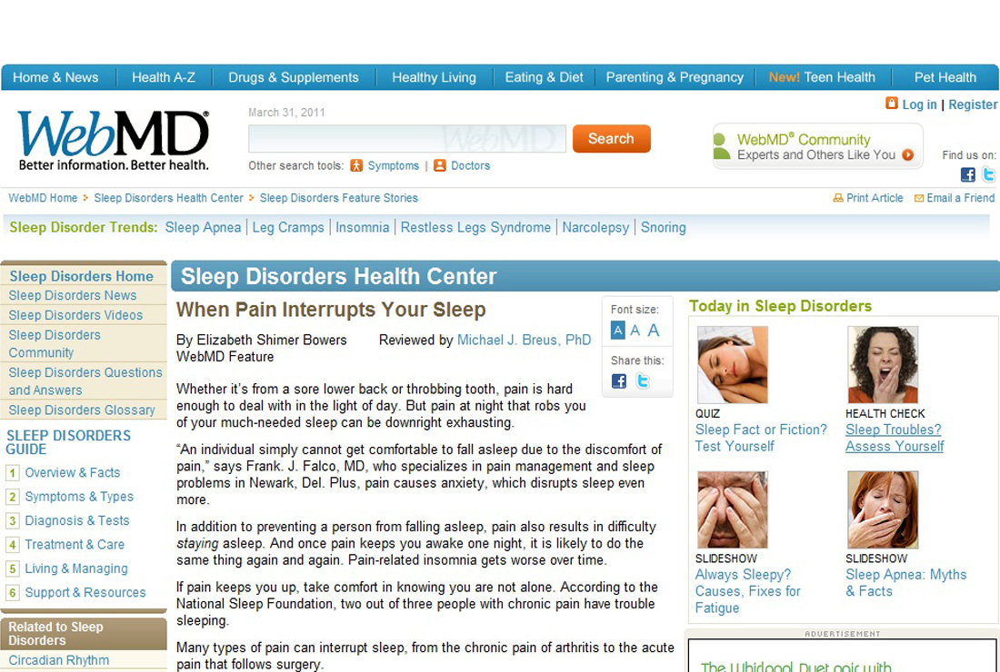 Home & News
Health A-Z
Drugs & Supplements
Healthy Living
Eating & Diet
Parenting & Pregnancy
New! Teen Health
Pet Health
Log in | Register
WebMD®
Better information. Better health.
March 31, 2011
WebMD
Search
Other search tools: Symptoms | Doctors
WebMD® Community
Experts and Others Like You
Find us on:
WebMD Home
Sleep Disorders Health Center
Sleep Disorders Feature Stories
Print Article
Email a Friend
Sleep Disorder Trends: Sleep Apnea | Leg Cramps | Insomnia | Restless Legs Syndrome | Narcolepsy | Snoring
Sleep Disorders Home
Sleep Disorders News
Sleep Disorders Videos
Sleep Disorders
Community
Sleep Disorders Questions
and Answers
Sleep Disorders Glossary
SLEEP DISORDERS
GUIDE
1 Overview & Facts
2 Symptoms & Types
3 Diagnosis & Tests
4 Treatment & Care
5 Living & Managing
6 Support & Resources
Related to Sleep
Disorders
Circadian Rhythm
Sleep Disorders Health Center
When Pain Interrupts Your Sleep
By Elizabeth Shimer Bowers
WebMD Feature
Reviewed by Michael J. Breus, PhD
Font size:
A A A
Share this:
Whether it's from a sore lower back or throbbing tooth, pain is hard
enough to deal with in the light of day. But pain at night that robs you
of your much-needed sleep can be downright exhausting.
“An individual simply cannot get comfortable to fall asleep due to the discomfort of
pain,” says Frank. J. Falco, MD, who specializes in pain management and sleep
problems in Newark, Del. Plus, pain causes anxiety, which disrupts sleep even
more.
In addition to preventing a person from falling asleep, pain also results in difficulty
staying asleep. And once pain keeps you awake one night, it is likely to do the
same thing again and again. Pain-related insomnia gets worse over time.
If pain keeps you up, take comfort in knowing you are not alone. According to the
National Sleep Foundation, two out of three people with chronic pain have trouble
sleeping.
Many types of pain can interrupt sleep, from the chronic pain of arthritis to the acute
pain that follows surgery.
Today in Sleep Disorders
QUIZ
Sleep Fact or Fiction?
Test Yourself
HEALTH CHECK
Sleep Troubles?
Assess Yourself
SLIDESHOW
Always Sleepy?
Causes, Fixes for
Fatigue
SLIDESHOW
Sleep Apnea: Myths
& Facts
ADVERTISEMENT
The Whirlpool Duet pair with